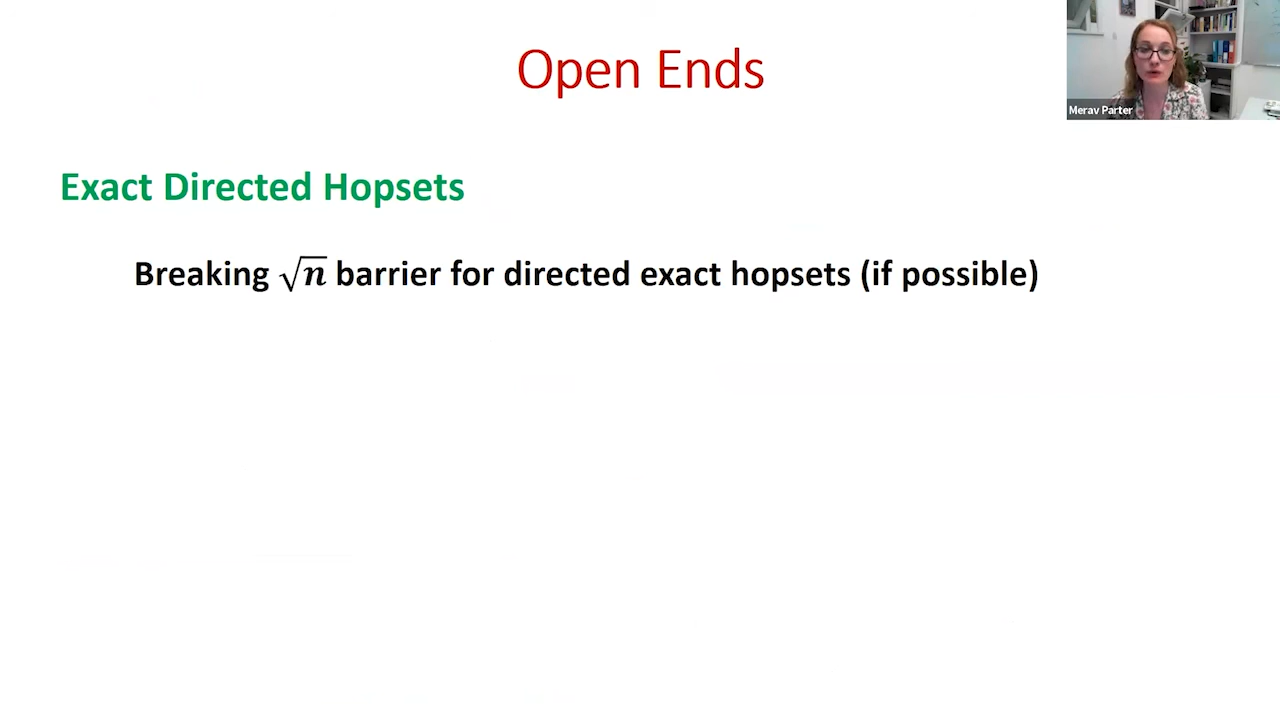 Open Ends
Merav Parter
Exact Directed Hopsets
Breaking √n barrier for directed exact hopsets (if possible)